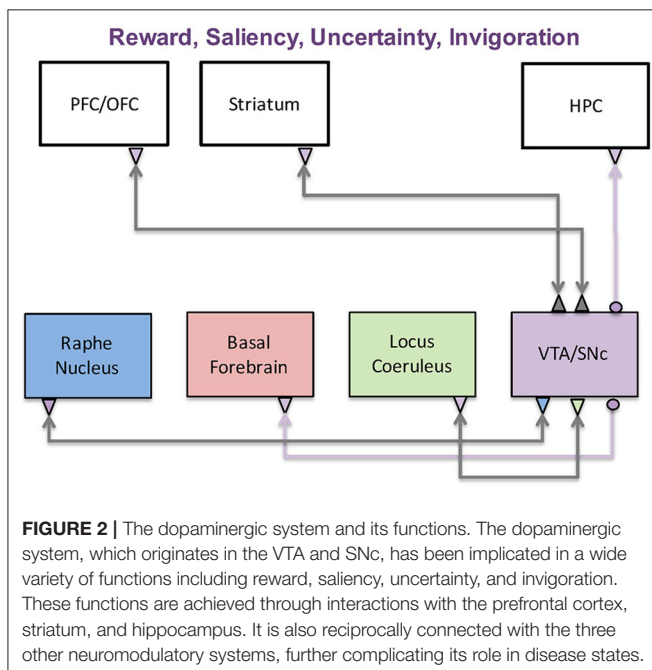 Reward, Saliency, Uncertainty, Invigoration
PFC/OFC
Striatum
HPC
Raphe
Nucleus
Basal
Forebrain
Locus
Coeruleus
VTA/SNc
FIGURE 2 | The dopaminergic system and its functions. The dopaminergic
system, which originates in the VTA and SNc, has been implicated in a wide
variety of functions including reward, saliency, uncertainty, and invigoration.
These functions are achieved through interactions with the prefrontal cortex,
striatum, and hippocampus. It is also reciprocally connected with the three
other neuromodulatory systems, further complicating its role in disease states.